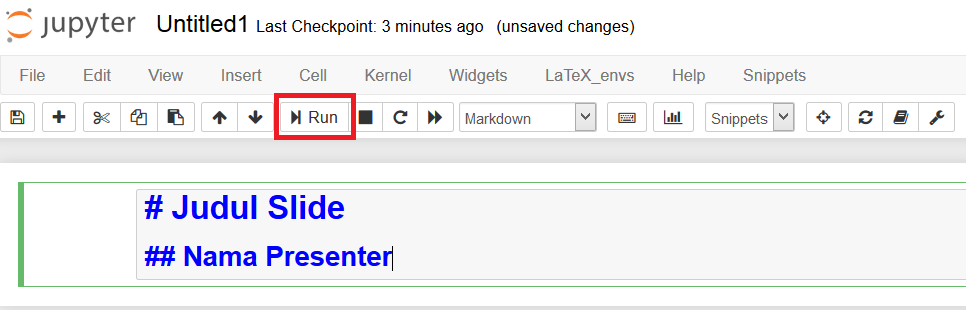 jupyter Untitled1 Last Checkpoint: 3 minutes ago (unsaved changes)
File Edit View Insert Cell Kernel Widgets LaTeX_envs Help Snippets
Run Markdown Snippets
# Judul Slide
## Nama Presenter